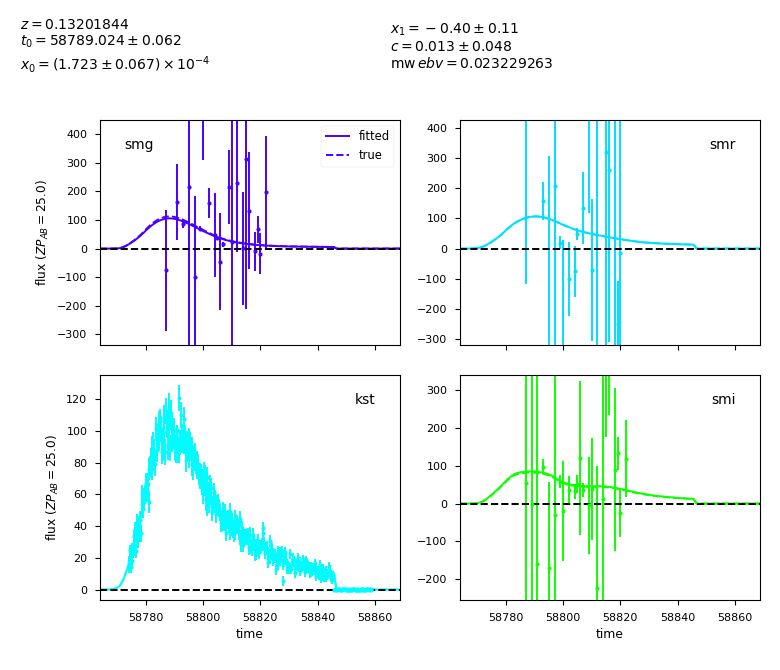 z = 0.13201844
t₀ = 58789.024 ± 0.062
x₀ = (1.723 ± 0.067) × 10⁻⁴
x₁ = −0.40 ± 0.11
c = 0.013 ± 0.048
mw ebv = 0.023229263
smg
fitted
true
400
300
200
100
0
−100
−200
−300
flux (ZP_AB = 25.0)
smr
400
300
200
100
0
−100
−200
−300
kst
120
100
80
60
40
20
0
flux (ZP_AB = 25.0)
58780 58800 58820 58840 58860
time
smi
300
200
100
0
−100
−200
58780 58800 58820 58840 58860
time